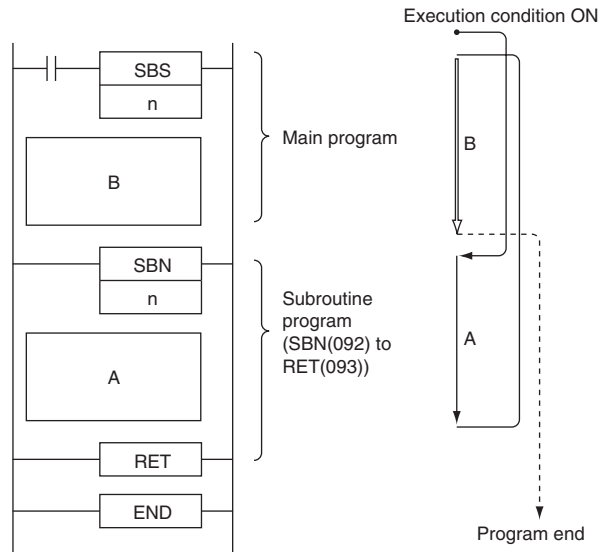 Execution condition ON
SBS
n
B
Main program
B
SBN
n
Subroutine
program
(SBN(092) to
RET(093))
A
A
RET
END
Program end